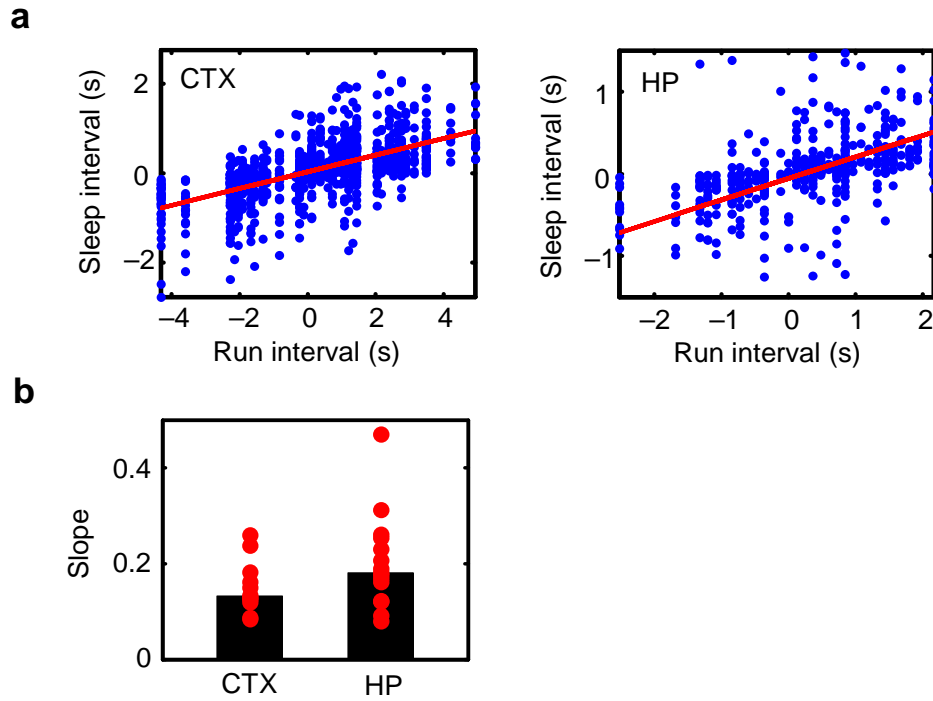 a
CTX
Sleep interval (s)
2
0
–2
–4
–2
0
2
4
Run interval (s)
HP
Sleep interval (s)
1
0
–1
–2
–1
0
1
2
Run interval (s)
b
Slope
0.4
0.2
0
CTX
HP